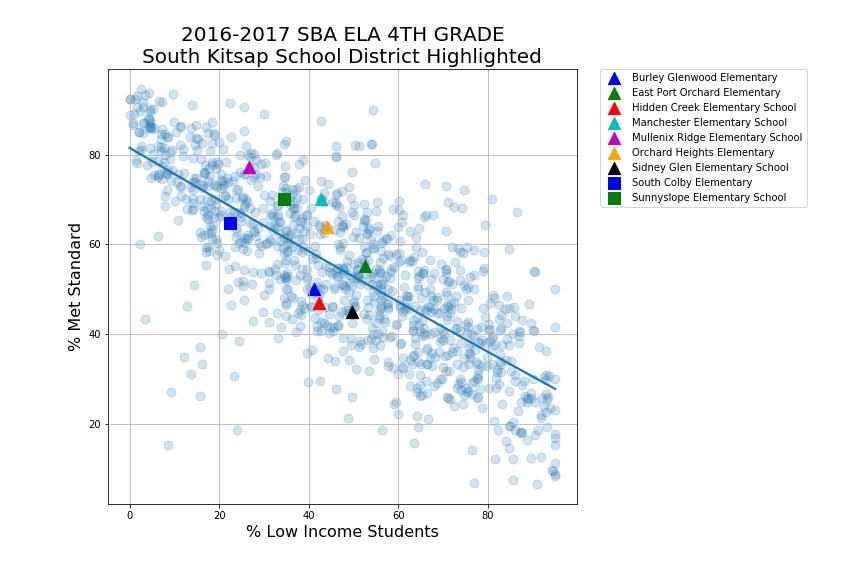 2016-2017 SBA ELA 4TH GRADE
South Kitsap School District Highlighted
% Met Standard
80
60
40
20
0
20
40
60
80
% Low Income Students
Burley Glenwood Elementary
East Port Orchard Elementary
Hidden Creek Elementary School
Manchester Elementary
Mullenix Ridge Elementary School
Orchard Heights Elementary
Sidney Glen Elementary School
South Colby Elementary
Sunnyslope Elementary School